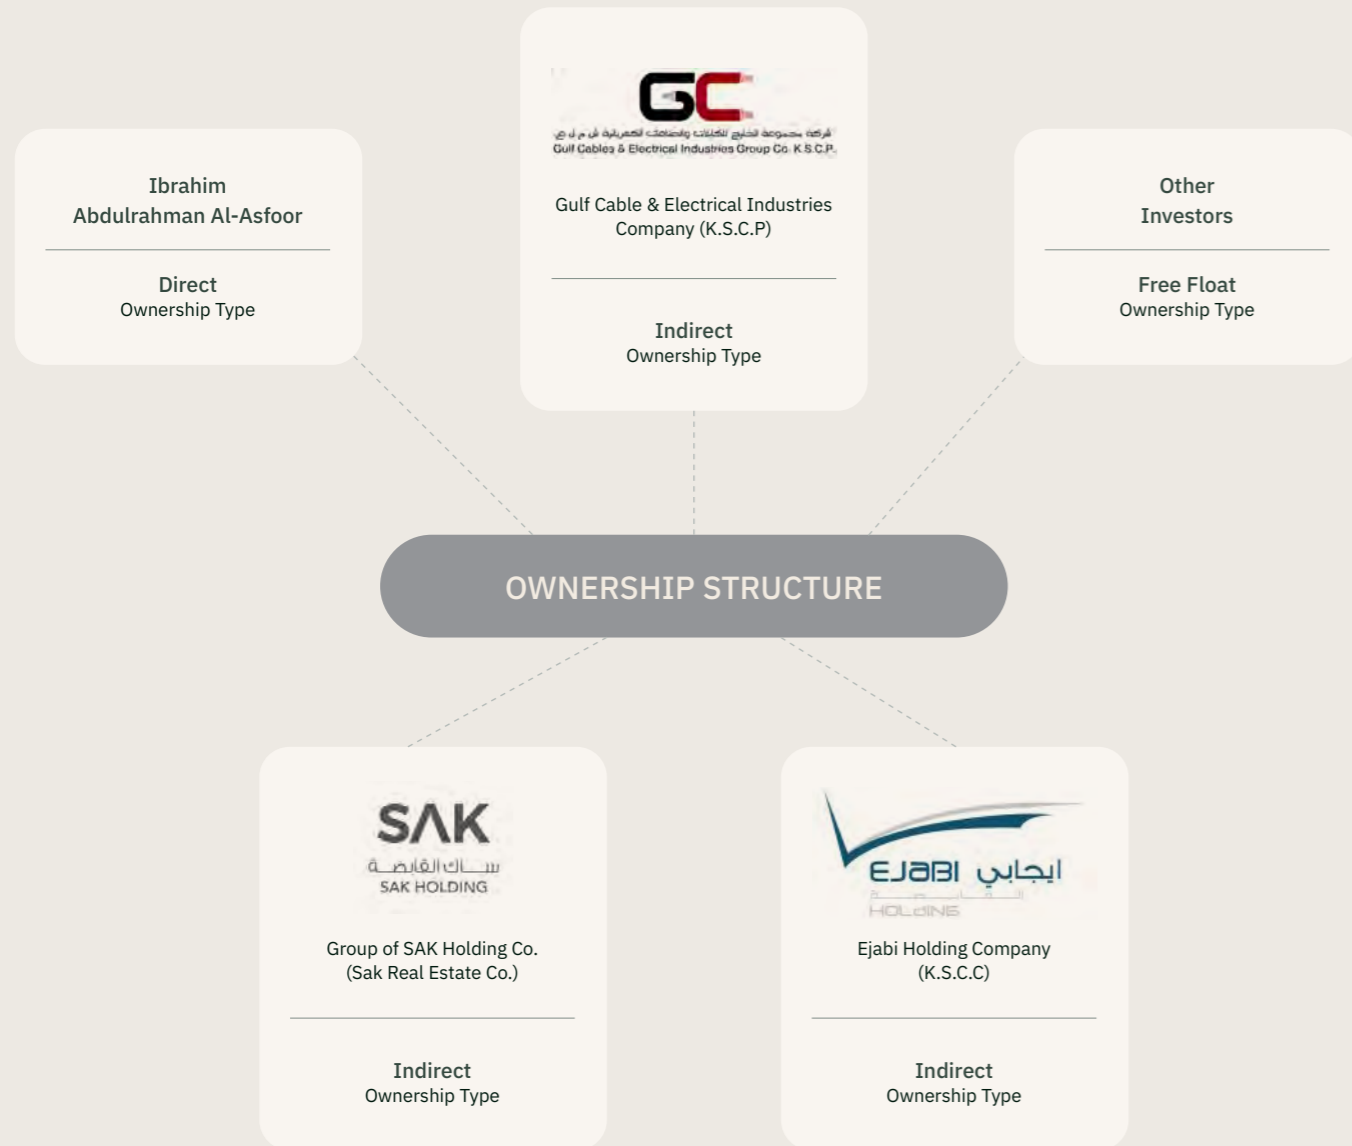 GC
شركة مجموعة الخليج للكابلات والصناعات الكهربائية ش م ل ع
Gulf Cables & Electrical Industries Group Co. K.S.C.P.
Gulf Cable & Electrical Industries
Company (K.S.C.P)
Indirect
Ownership Type
Ibrahim
Abdulrahman Al-Asfoor
Direct
Ownership Type
Other
Investors
Free Float
Ownership Type
OWNERSHIP STRUCTURE
SAK
ساك القابضة
SAK HOLDING
Group of SAK Holding Co.
(Sak Real Estate Co.)
Indirect
Ownership Type
EJABI ايجابي
القابضة
HOLdING
Ejabi Holding Company
(K.S.C.C)
Indirect
Ownership Type